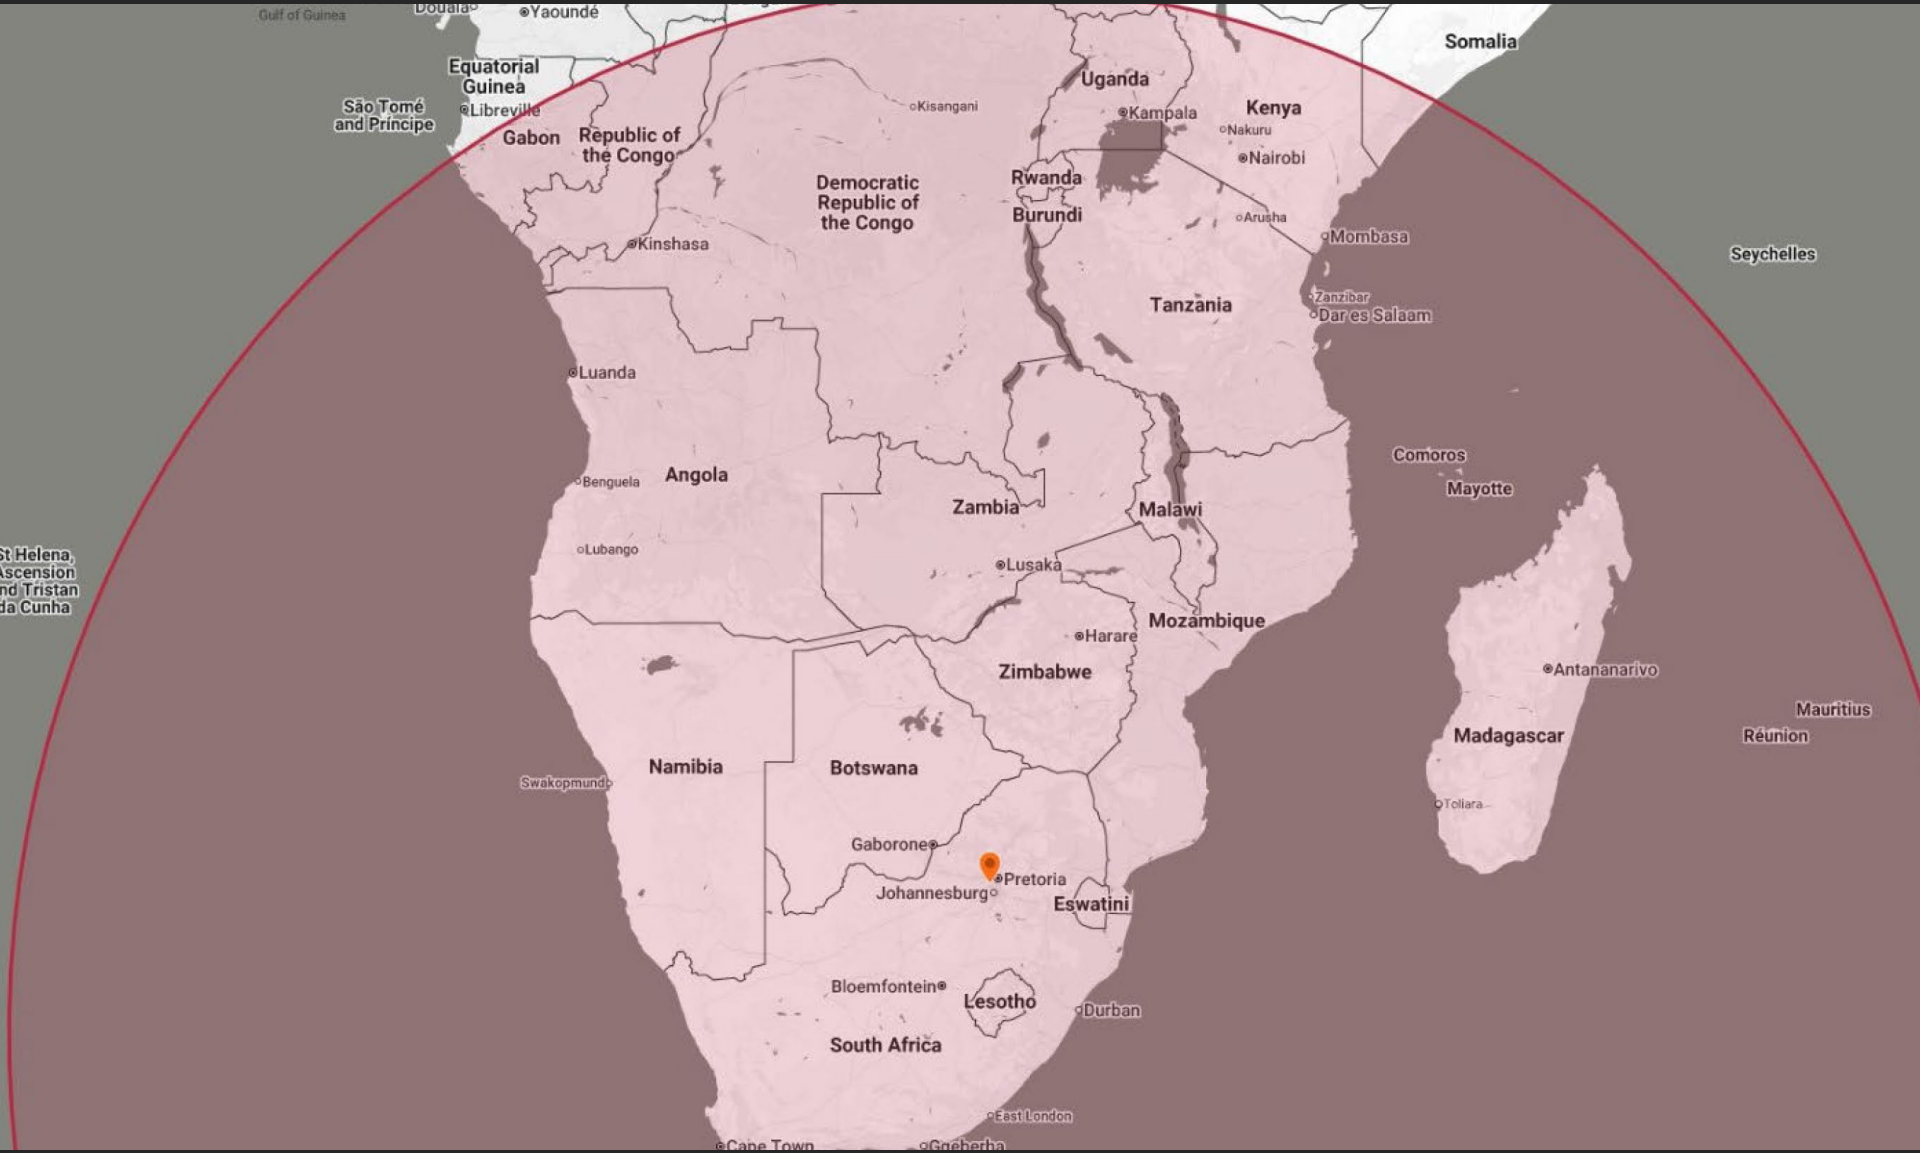 Gulf of Guinea
Douala
Yaoundé
Somalia
Equatorial
Guinea
Libreville
São Tomé
and Príncipe
Gabon
Republic of
the Congo
Kisangani
Uganda
Kampala
Kenya
Nakuru
Nairobi
Democratic
Republic of
the Congo
Rwanda
Burundi
Arusha
Mombasa
Kinshasa
Seychelles
Tanzania
Zanzibar
Dar es Salaam
Luanda
Angola
Benguela
Comoros
Mayotte
Zambia
Malawi
Lubango
Lusaka
St Helena,
Ascension
nd Tristan
da Cunha
Mozambique
Harare
Zimbabwe
Antananarivo
Mauritius
Réunion
Madagascar
Namibia
Botswana
Swakopmund
Toliara
Gaborone
Pretoria
Johannesburg
Eswatini
Bloemfontein
Lesotho
Durban
South Africa
East London
Cape Town
Gqeberha